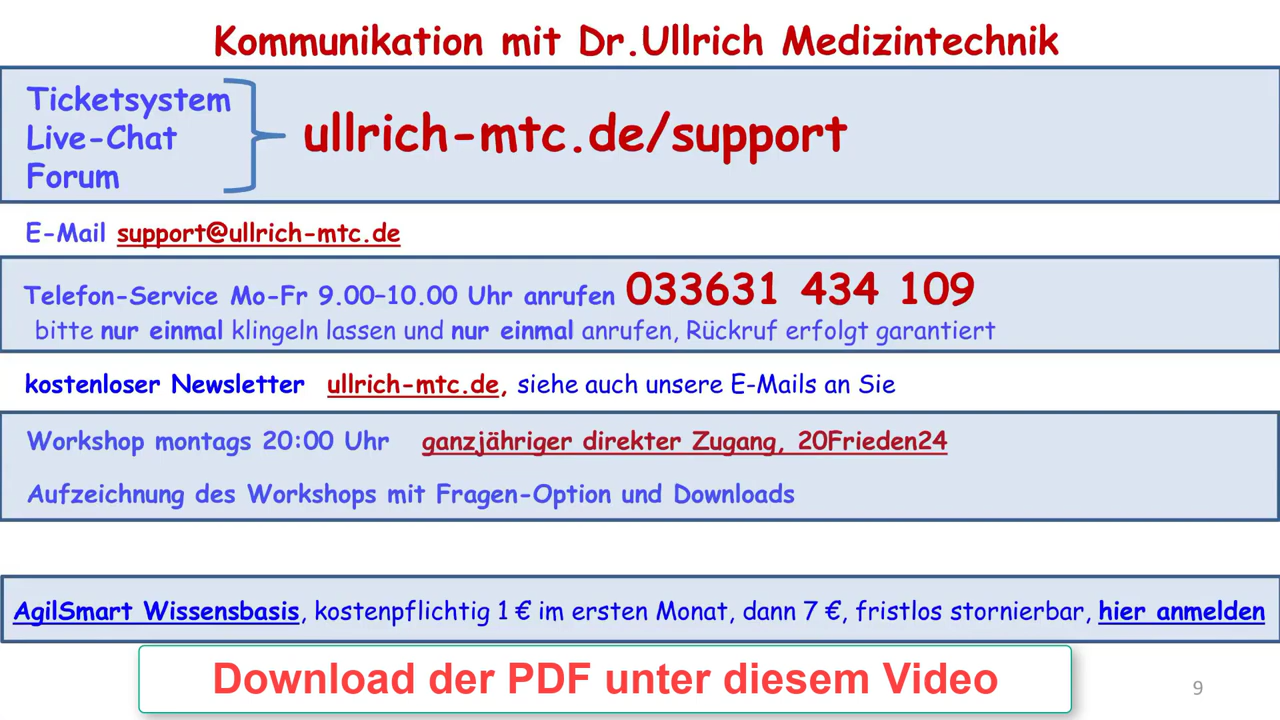 Kommunikation mit Dr.Ullrich Medizintechnik
Ticketsystem
Live-Chat
Forum
ullrich-mtc.de/support
E-Mail support@ullrich-mtc.de
Telefon-Service Mo-Fr 9.00–10.00 Uhr anrufen 033631 434 109
bitte nur einmal klingeln lassen und nur einmal anrufen, Rückruf erfolgt garantiert
kostenloser Newsletter ullrich-mtc.de, siehe auch unsere E-Mails an Sie
Workshop montags 20:00 Uhr ganzjähriger direkter Zugang, 20Frieden24
Aufzeichnung des Workshops mit Fragen-Option und Downloads
AgilSmart Wissensbasis, kostenpflichtig 1 € im ersten Monat, dann 7 €, fristlos stornierbar, hier anmelden
Download der PDF unter diesem Video
9